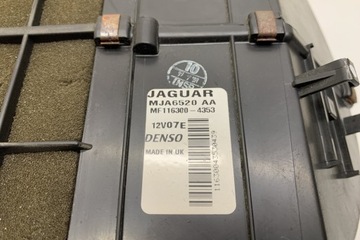 JAGUAR
MJA6520 AA
MF116300-4353
12V07E
DENSO
MADE IN UK